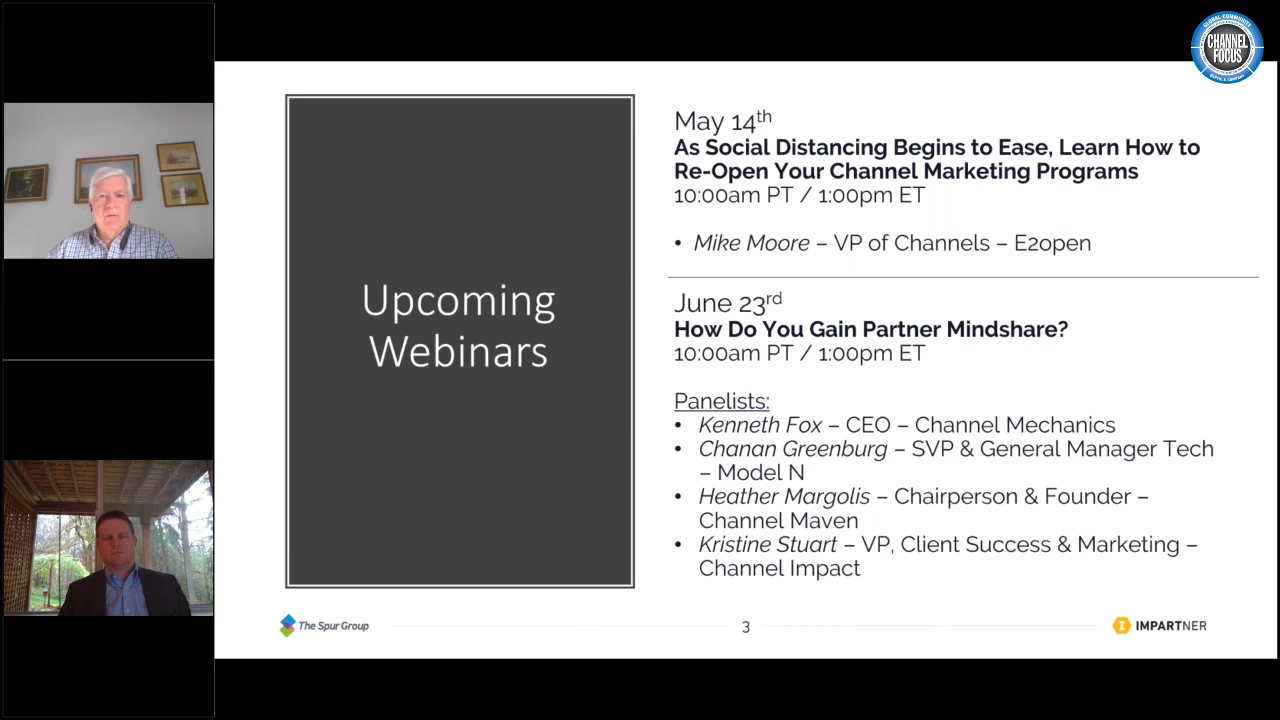 GLOBAL COMMUNITY
CHANNEL
FOCUS
Upcoming
Webinars
May 14th
As Social Distancing Begins to Ease, Learn How to
Re-Open Your Channel Marketing Programs
10:00am PT / 1:00pm ET
• Mike Moore – VP of Channels – E2open
June 23rd
How Do You Gain Partner Mindshare?
10:00am PT / 1:00pm ET
Panelists:
• Kenneth Fox – CEO – Channel Mechanics
• Chanan Greenburg – SVP & General Manager Tech
– Model N
• Heather Margolis – Chairperson & Founder –
Channel Maven
• Kristine Stuart – VP, Client Success & Marketing –
Channel Impact
The Spur Group
3
IMPARTNER